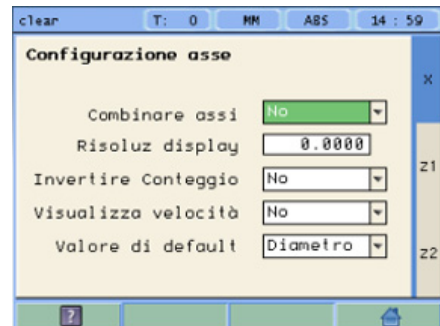 clear T: 0 MM ABS 14 : 59
Configurazione asse
X
Combinare assi No
Risoluz display 0.0000
Z1
Invertire Conteggio No
Visualizza velocità No
Valore di default Diametro
Z2
?